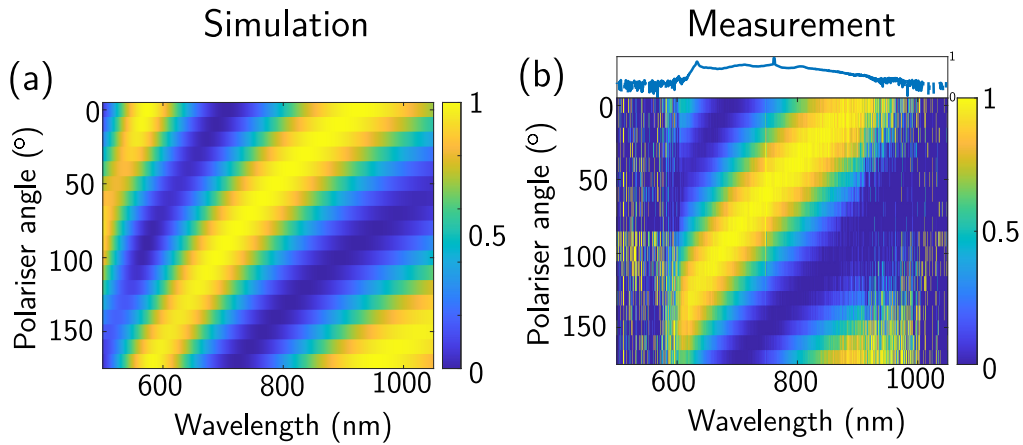 Simulation
(a)
Polariser angle (°)
0
50
100
150
600
800
1000
Wavelength (nm)
1
0.5
0
Measurement
(b)
1
0
Polariser angle (°)
0
50
100
150
600
800
1000
Wavelength (nm)
1
0.5
0